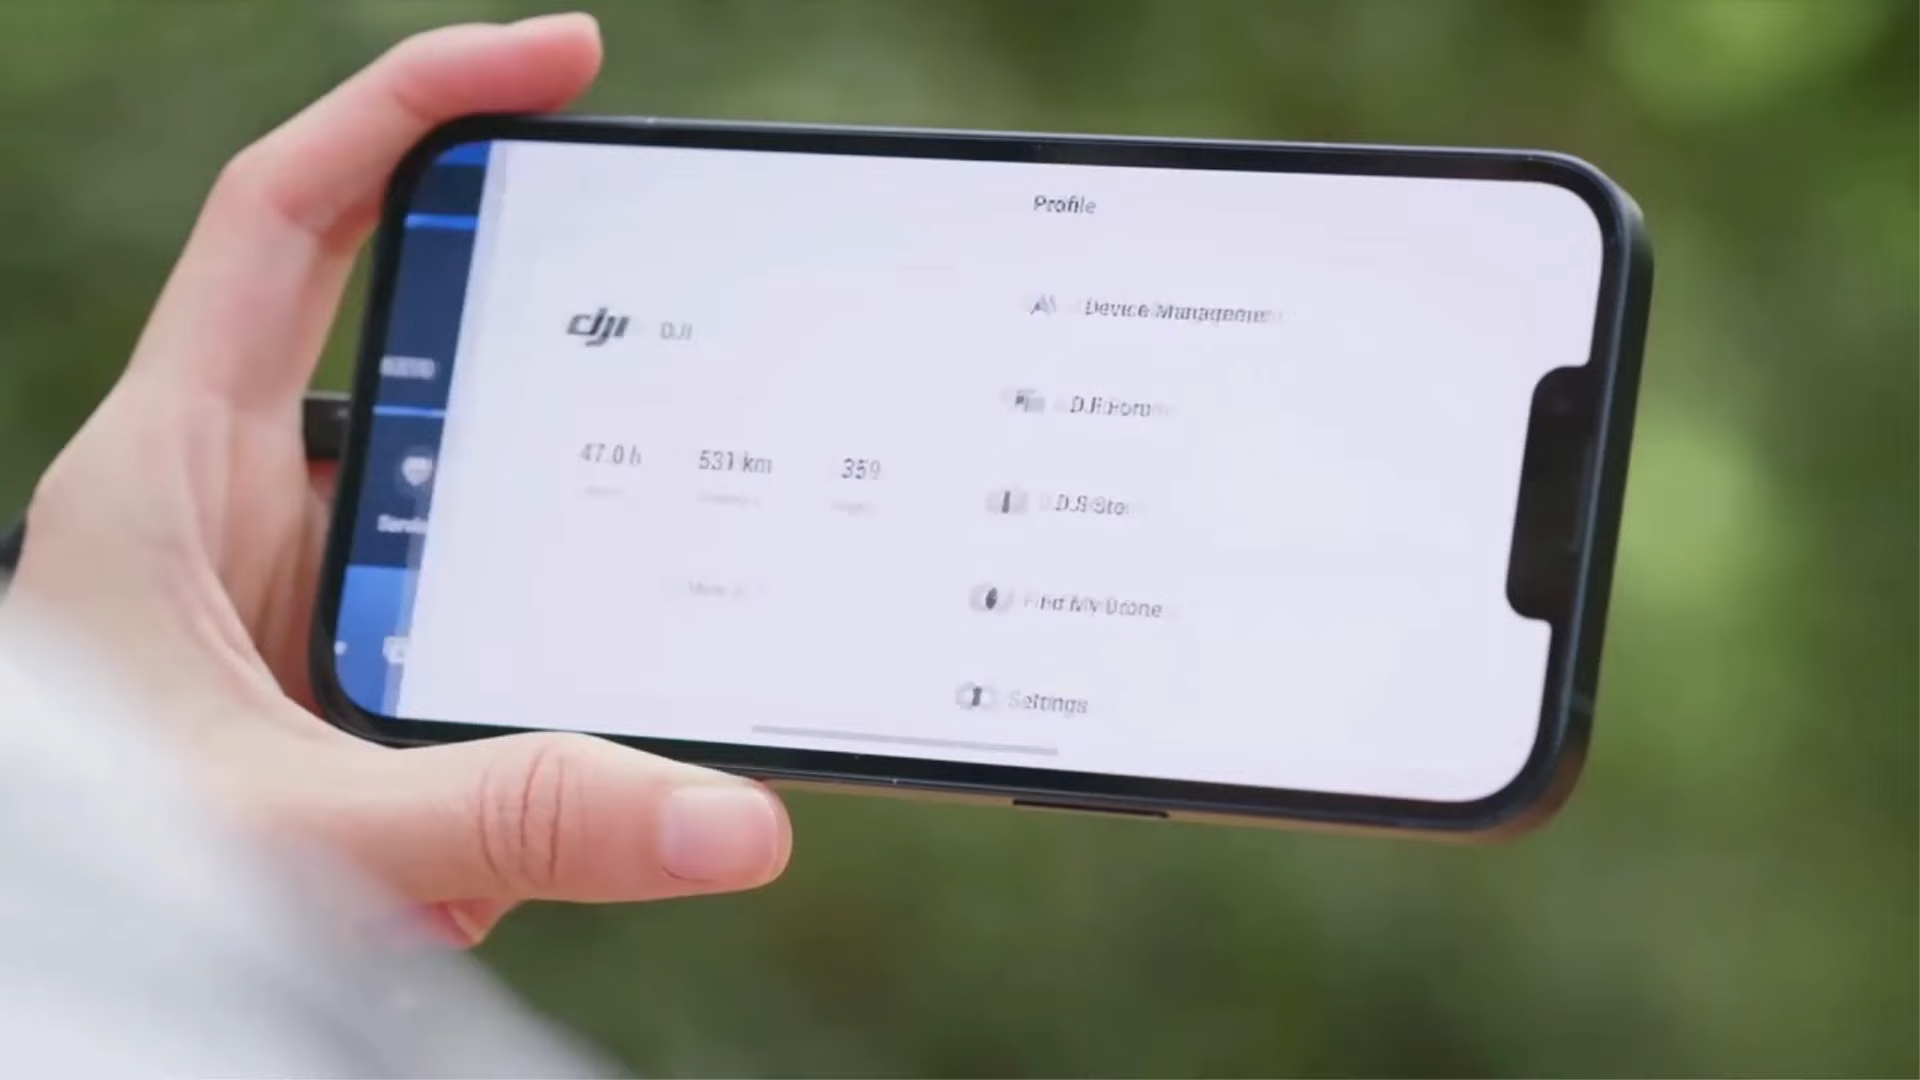 Profile
dji DJI
47.0 h 531 km 359
Device Management
DJI Forum
DJI Store
Find My Drone
Settings